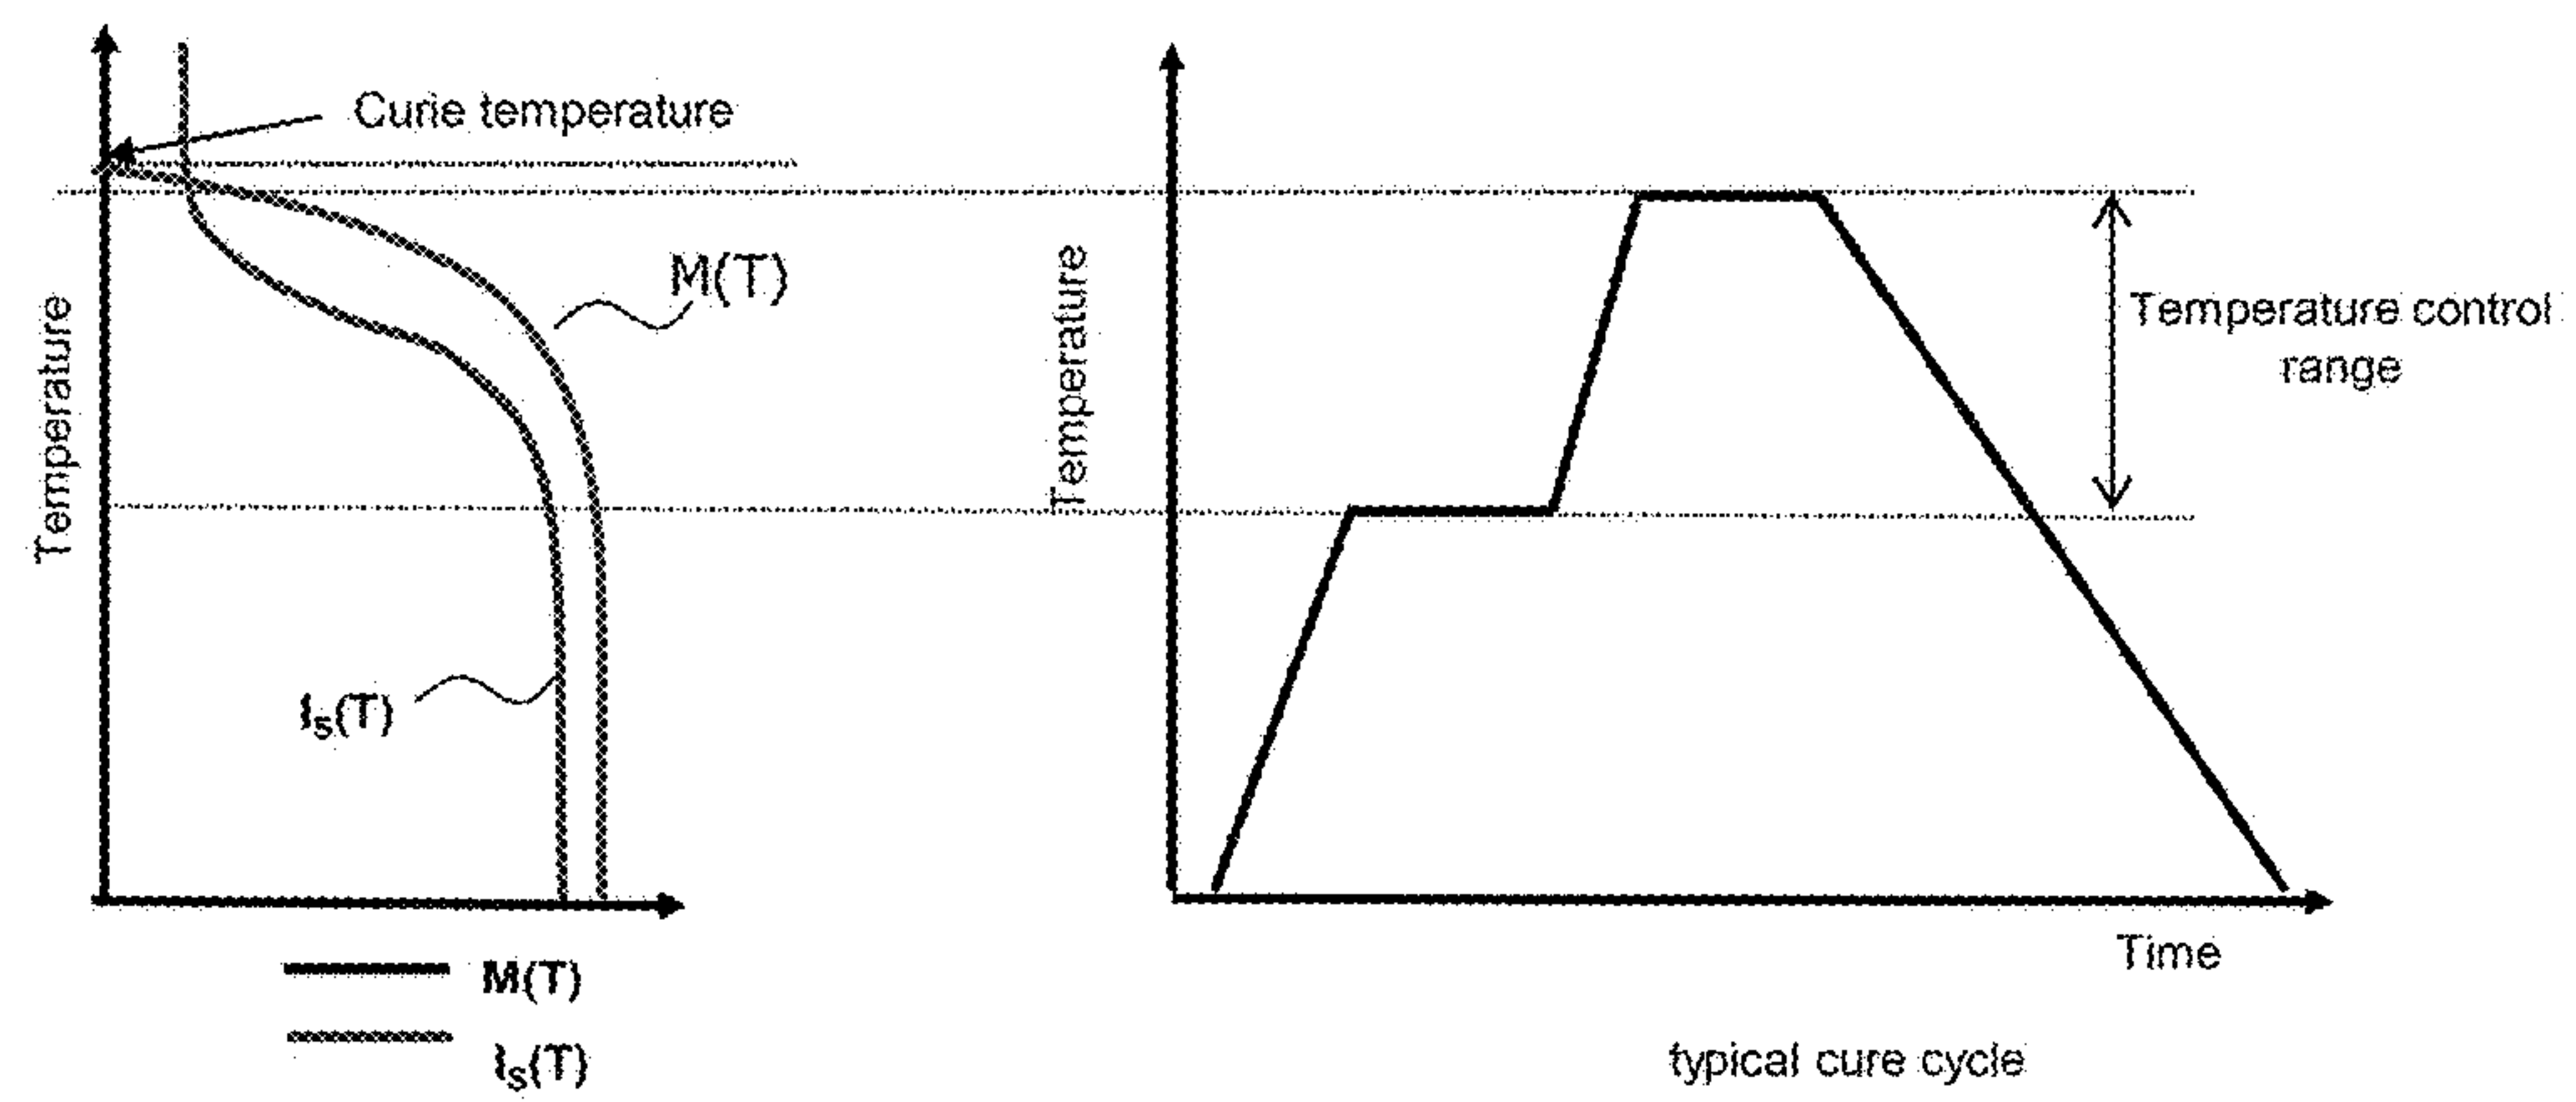 Curie temperature
Temperature
M(T)
Is(T)
M(T)
Is(T)
Temperature
Temperature control
range
Time
typical cure cycle